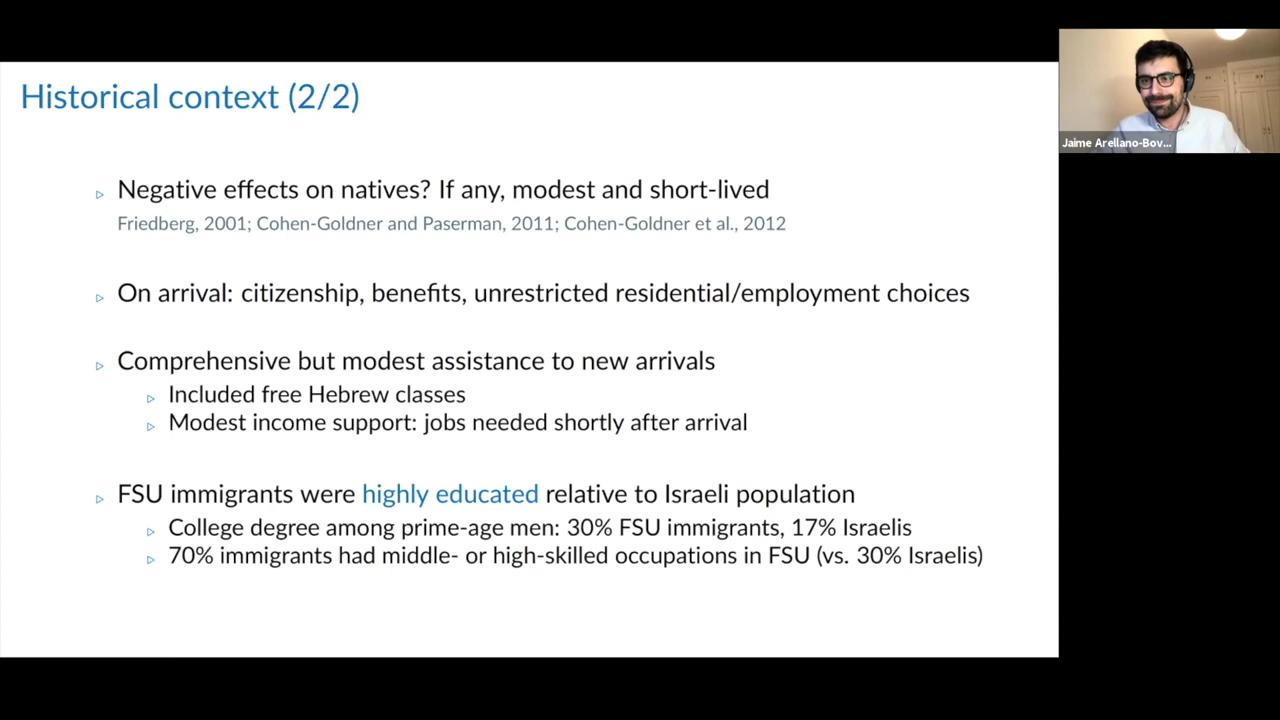 Historical context (2/2)
Negative effects on natives? If any, modest and short-lived
Friedberg, 2001; Cohen-Goldner and Paserman, 2011; Cohen-Goldner et al., 2012
On arrival: citizenship, benefits, unrestricted residential/employment choices
Comprehensive but modest assistance to new arrivals
Included free Hebrew classes
Modest income support: jobs needed shortly after arrival
FSU immigrants were highly educated relative to Israeli population
College degree among prime-age men: 30% FSU immigrants, 17% Israelis
70% immigrants had middle- or high-skilled occupations in FSU (vs. 30% Israelis)
Jaime Arellano-Bov...